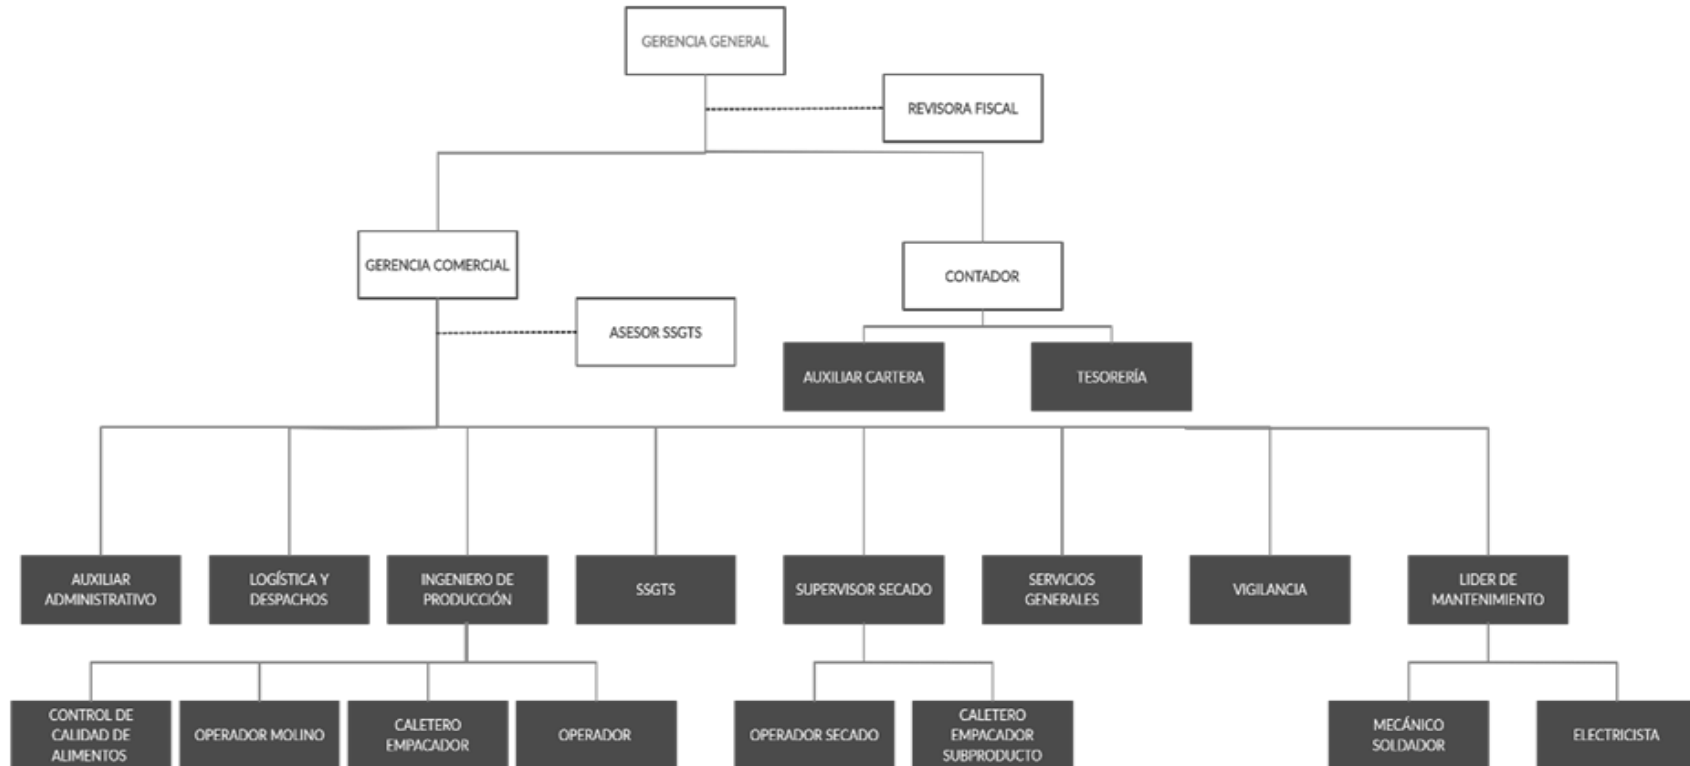 GERENCIA GENERAL
REVISORA FISCAL
GERENCIA COMERCIAL
CONTADOR
ASESOR SSGTS
AUXILIAR CARTERA
TESORERÍA
AUXILIAR
ADMINISTRATIVO
LOGÍSTICA Y
DESPACHOS
INGENIERO DE
PRODUCCIÓN
SSGTS
SUPERVISOR SECADO
SERVICIOS
GENERALES
VIGILANCIA
LIDER DE
MANTENIMIENTO
CONTROL DE
CALIDAD DE
ALIMENTOS
OPERADOR MOLINO
CALETERO
EMPACADOR
OPERADOR
OPERADOR SECADO
CALETERO
EMPACADOR
SUBPRODUCTO
MECÁNICO
SOLDADOR
ELECTRICISTA